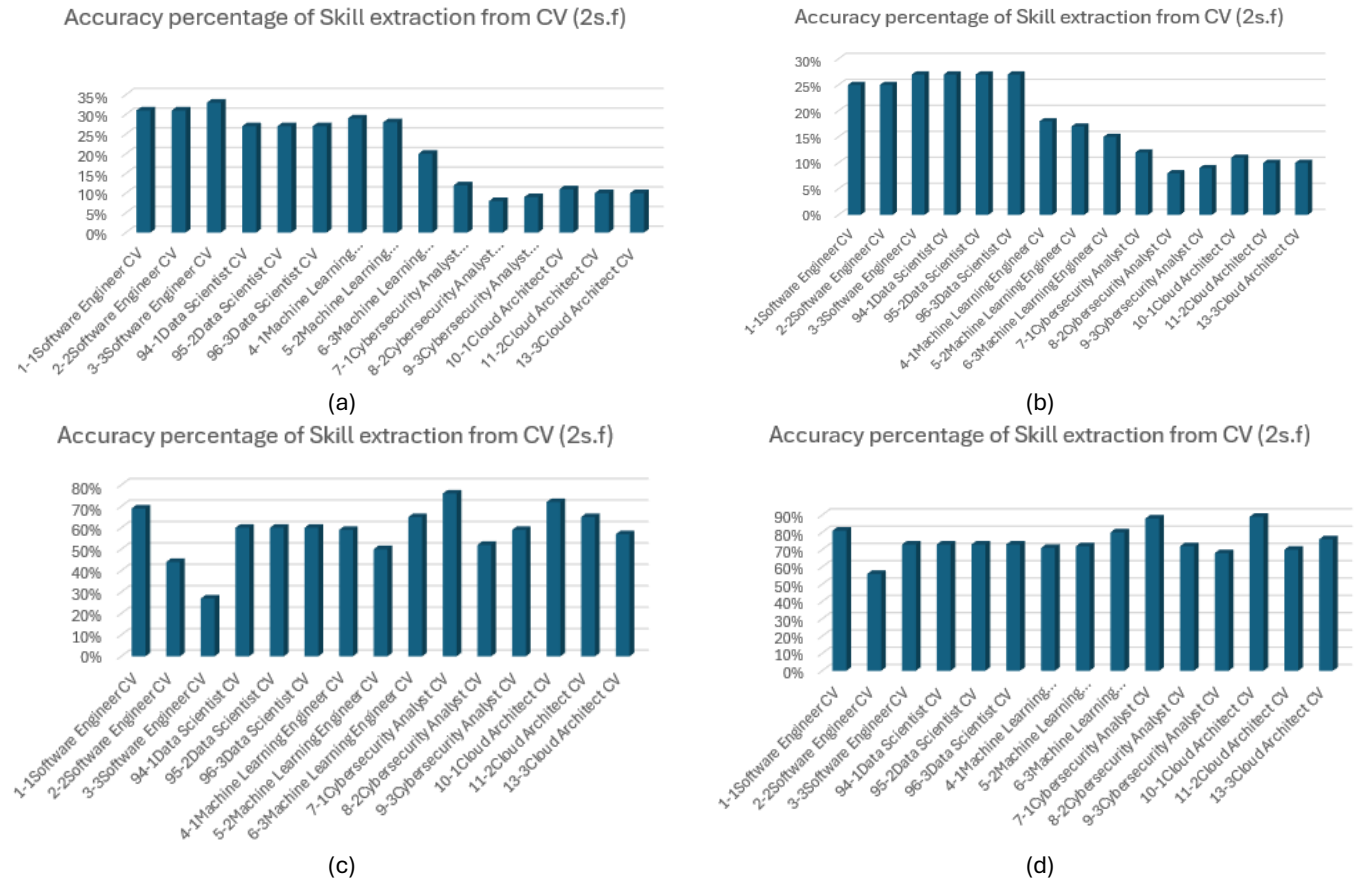 Accuracy percentage of Skill extraction from CV (2s.f)
35%
30%
25%
20%
15%
10%
5%
0%
1-1Software Engineer CV
2-2Software Engineer CV
3-3Software Engineer CV
94-1Data Scientist CV
95-2Data Scientist CV
96-3Data Scientist CV
4-1Machine Learning...
5-2Machine Learning...
6-3Machine Learning...
7-1Cybersecurity Analyst...
8-2Cybersecurity Analyst...
9-3Cybersecurity Analyst...
10-1Cloud Architect CV
11-2Cloud Architect CV
13-3Cloud Architect CV
(a)
Accuracy percentage of Skill extraction from CV (2s.f)
30%
25%
20%
15%
10%
5%
0%
1-1Software Engineer CV
2-2Software Engineer CV
3-3Software Engineer CV
94-1Data Scientist CV
95-2Data Scientist CV
96-3Data Scientist CV
4-1Machine Learning Engineer CV
5-2Machine Learning Engineer CV
6-3Machine Learning Engineer CV
7-1Cybersecurity Analyst CV
8-2Cybersecurity Analyst CV
9-3Cybersecurity Analyst CV
10-1Cloud Architect CV
11-2Cloud Architect CV
13-3Cloud Architect CV
(b)
Accuracy percentage of Skill extraction from CV (2s.f)
80%
70%
60%
50%
40%
30%
20%
10%
0%
1-1Software Engineer CV
2-2Software Engineer CV
3-3Software Engineer CV
94-1Data Scientist CV
95-2Data Scientist CV
96-3Data Scientist CV
4-1Machine Learning Engineer CV
5-2Machine Learning Engineer CV
6-3Machine Learning Engineer CV
7-1Cybersecurity Analyst CV
8-2Cybersecurity Analyst CV
9-3Cybersecurity Analyst CV
10-1Cloud Architect CV
11-2Cloud Architect CV
13-3Cloud Architect CV
(c)
Accuracy percentage of Skill extraction from CV (2s.f)
90%
80%
70%
60%
50%
40%
30%
20%
10%
0%
1-1Software Engineer CV
2-2Software Engineer CV
3-3Software Engineer CV
94-1Data Scientist CV
95-2Data Scientist CV
96-3Data Scientist CV
4-1Machine Learning...
5-2Machine Learning...
6-3Machine Learning...
7-1Cybersecurity Analyst CV
8-2Cybersecurity Analyst CV
9-3Cybersecurity Analyst CV
10-1Cloud Architect CV
11-2Cloud Architect CV
13-3Cloud Architect CV
(d)